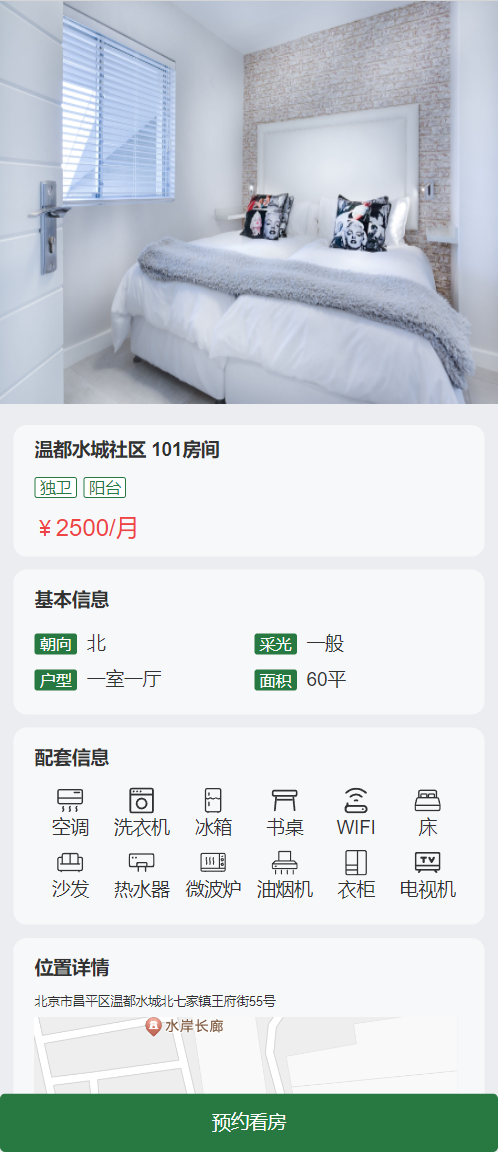 温都水城社区 101房间
独卫 阳台
￥2500/月
基本信息
朝向 北 采光 一般
户型 一室一厅 面积 60平
配套信息
空调 洗衣机 冰箱 书桌 WIFI 床
TV
沙发 热水器 微波炉 油烟机 衣柜 电视机
位置详情
北京市昌平区温都水城北七家镇王府街55号
水岸长廊
预约看房